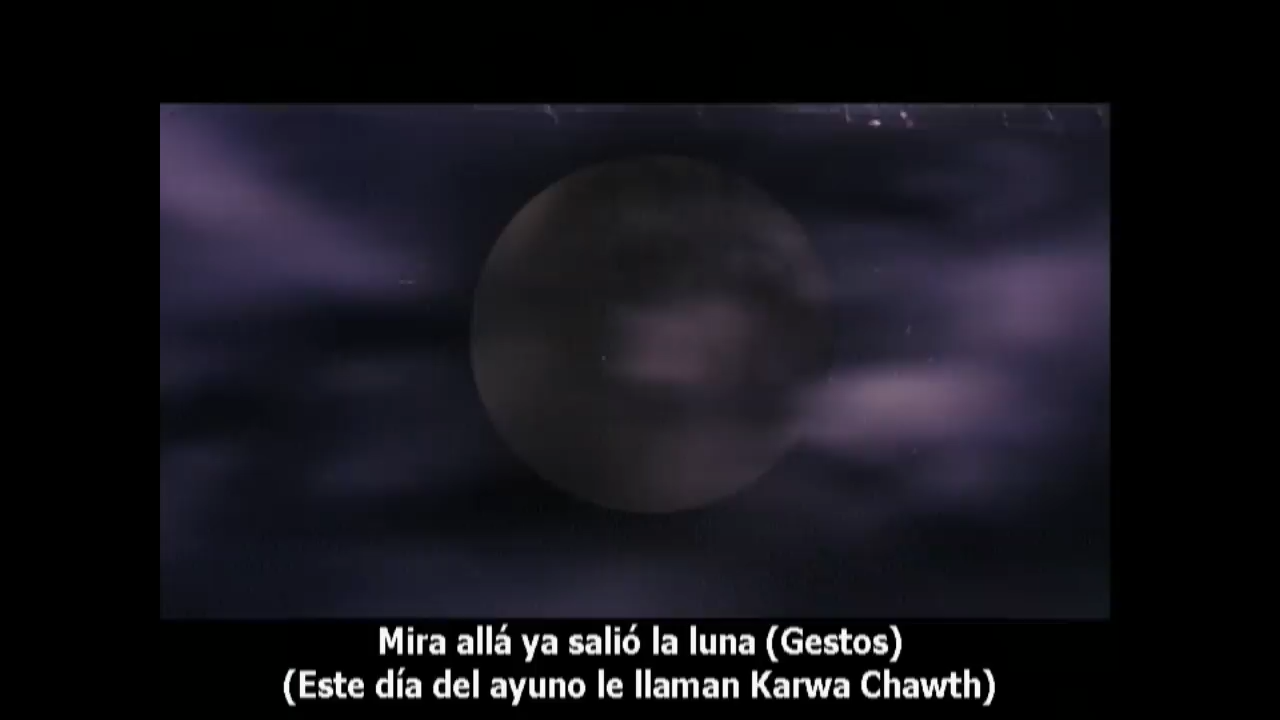 Mira allá ya salió la luna (Gestos)
(Este día del ayuno le llaman Karwa Chawth)